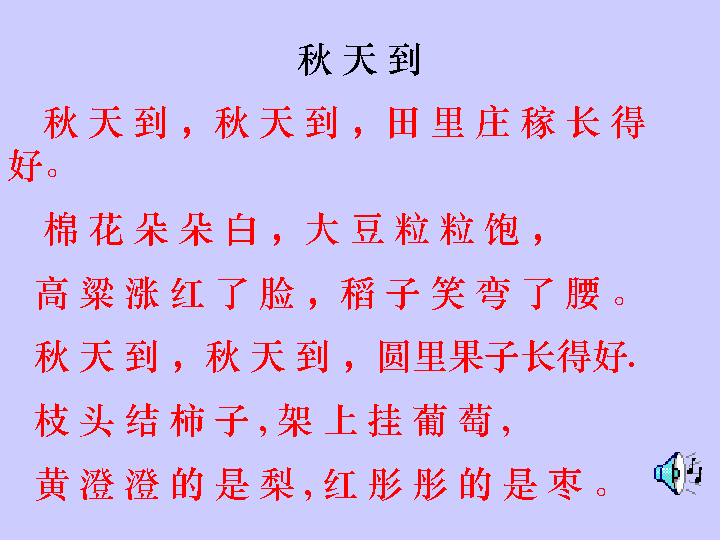 秋天到
秋天到，秋天到，田里庄稼长得
好。
棉花朵朵白，大豆粒粒饱，
高粱涨红了脸，稻子笑弯了腰。
秋天到，秋天到，圆里果子长得好.
枝头结柿子,架上挂葡萄,
黄澄澄的是梨,红彤彤的是枣。